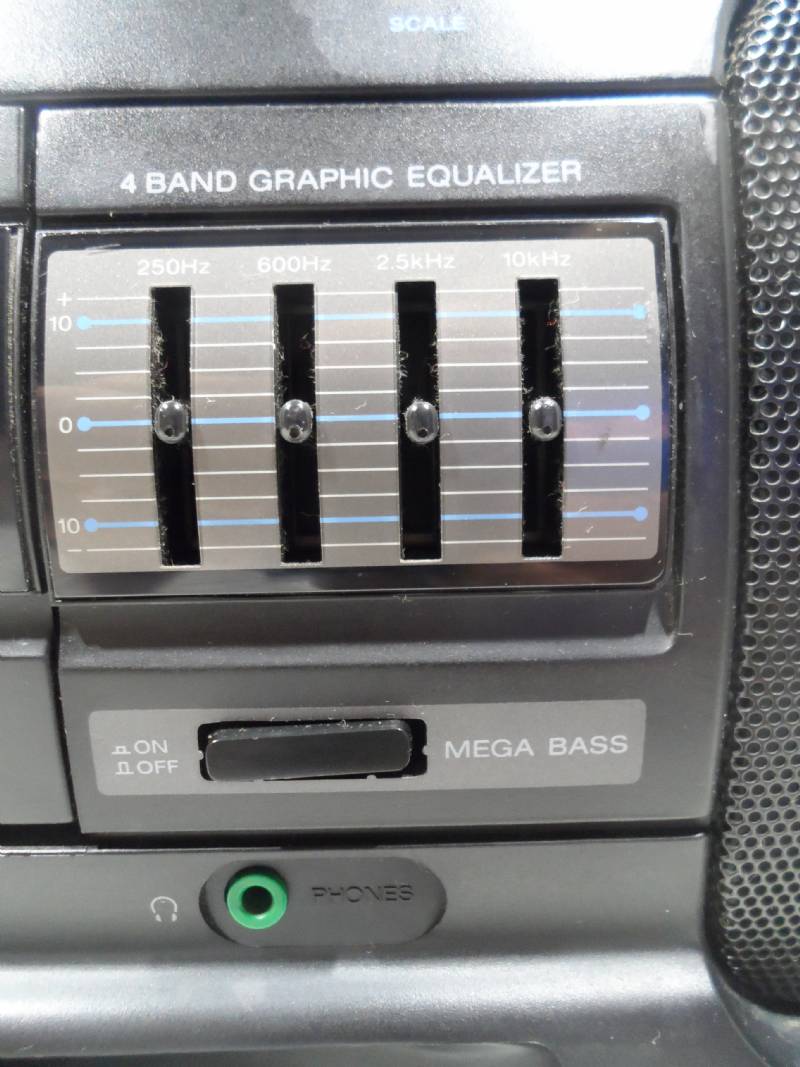 SCALE
4 BAND GRAPHIC EQUALIZER
250Hz 600Hz 2.5kHz 10kHz
+
10
0
10
−
ON
OFF
MEGA BASS
PHONES